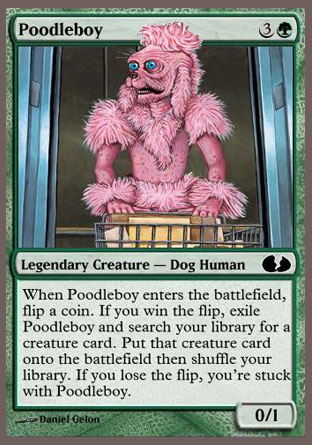 Poodleboy 3
Legendary Creature — Dog Human
When Poodleboy enters the battlefield,
flip a coin. If you win the flip, exile
Poodleboy and search your library for a
creature card. Put that creature card
onto the battlefield then shuffle your
library. If you lose the flip, you're stuck
with Poodleboy.
Daniel Gelon
0/1